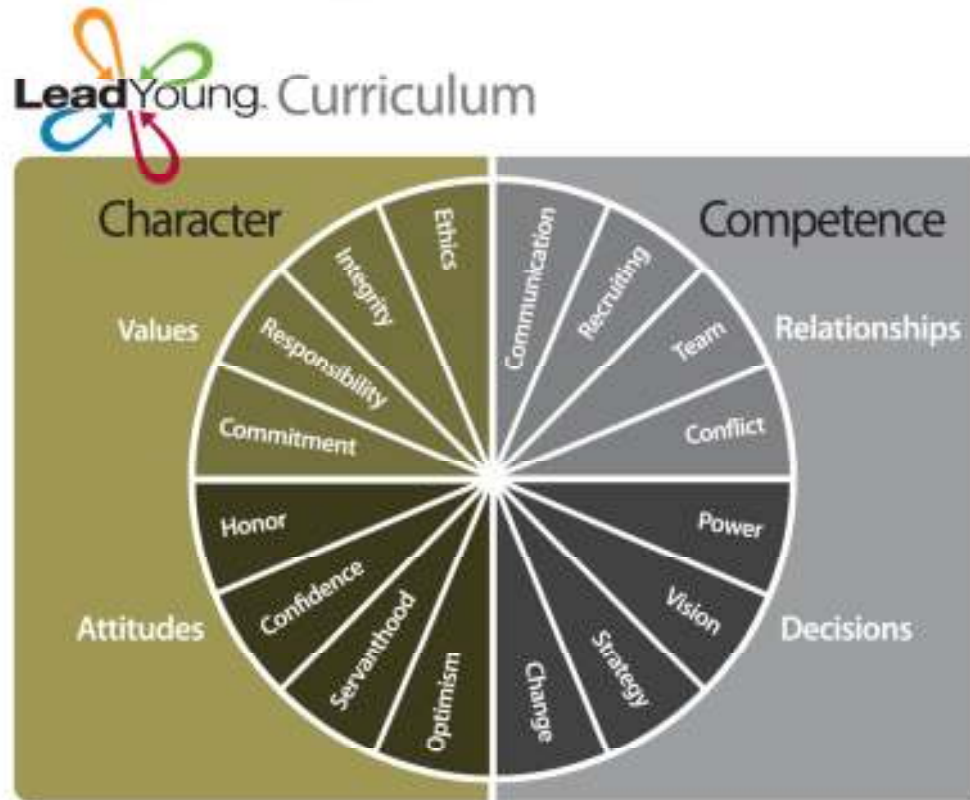 LeadYoung. Curriculum
Character
Competence
Values
Ethics
Integrity
Responsibility
Commitment
Relationships
Communication
Recruiting
Team
Conflict
Attitudes
Honor
Confidence
Servanthood
Optimism
Decisions
Power
Vision
Strategy
Change